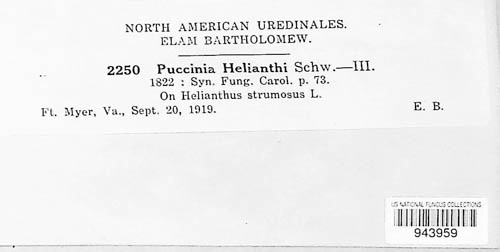 NORTH AMERICAN UREDINALES.
ELAM BARTHOLOMEW.
2250 Puccinia Helianthi Schw.—III.
1822 : Syn. Fung. Carol. p. 73.
On Helianthus strumosus L.
Ft. Myer, Va., Sept. 20, 1919. E. B.
US NATIONAL FUNGUS COLLECTIONS
943959